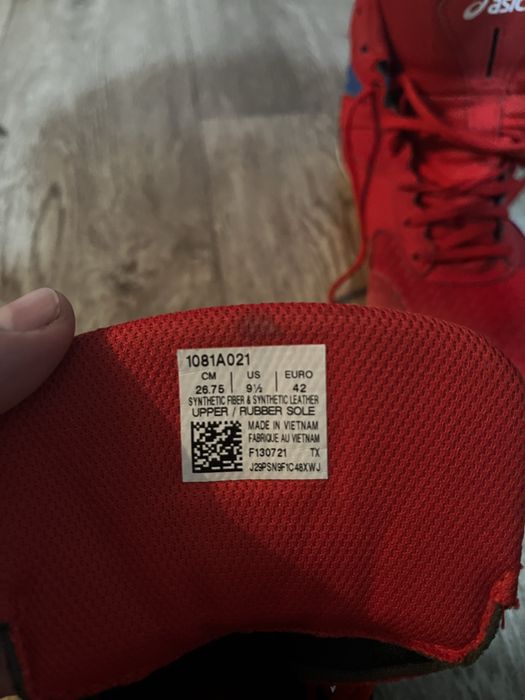 1081A021
CM | US | EURO
26.75 | 9½ | 42
SYNTHETIC FIBER & SYNTHETIC LEATHER
UPPER / RUBBER SOLE
MADE IN VIETNAM
FABRIQUE AU VIETNAM
F130721 TX
J29PSN9F1C48XWJ